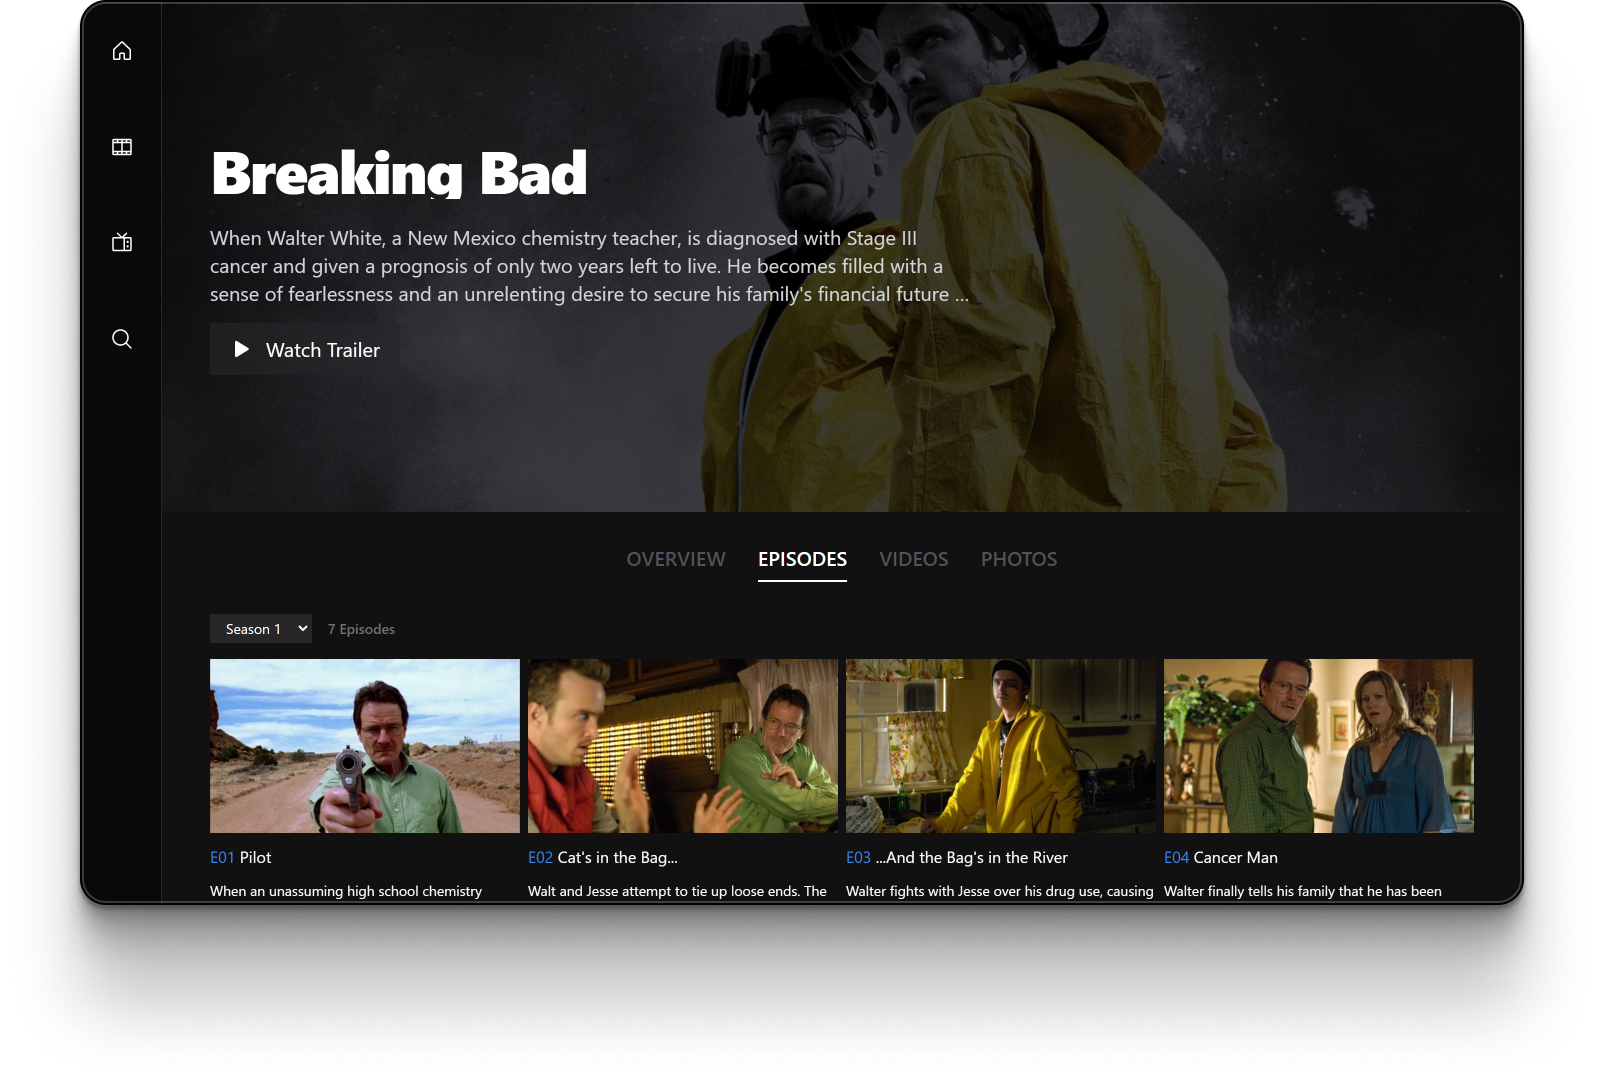 Breaking Bad
When Walter White, a New Mexico chemistry teacher, is diagnosed with Stage III
cancer and given a prognosis of only two years left to live. He becomes filled with a
sense of fearlessness and an unrelenting desire to secure his family's financial future ...
Watch Trailer
OVERVIEW EPISODES VIDEOS PHOTOS
Season 1 7 Episodes
E01 Pilot
When an unassuming high school chemistry
E02 Cat's in the Bag...
Walt and Jesse attempt to tie up loose ends. The
E03 ...And the Bag's in the River
Walter fights with Jesse over his drug use, causing
E04 Cancer Man
Walter finally tells his family that he has been